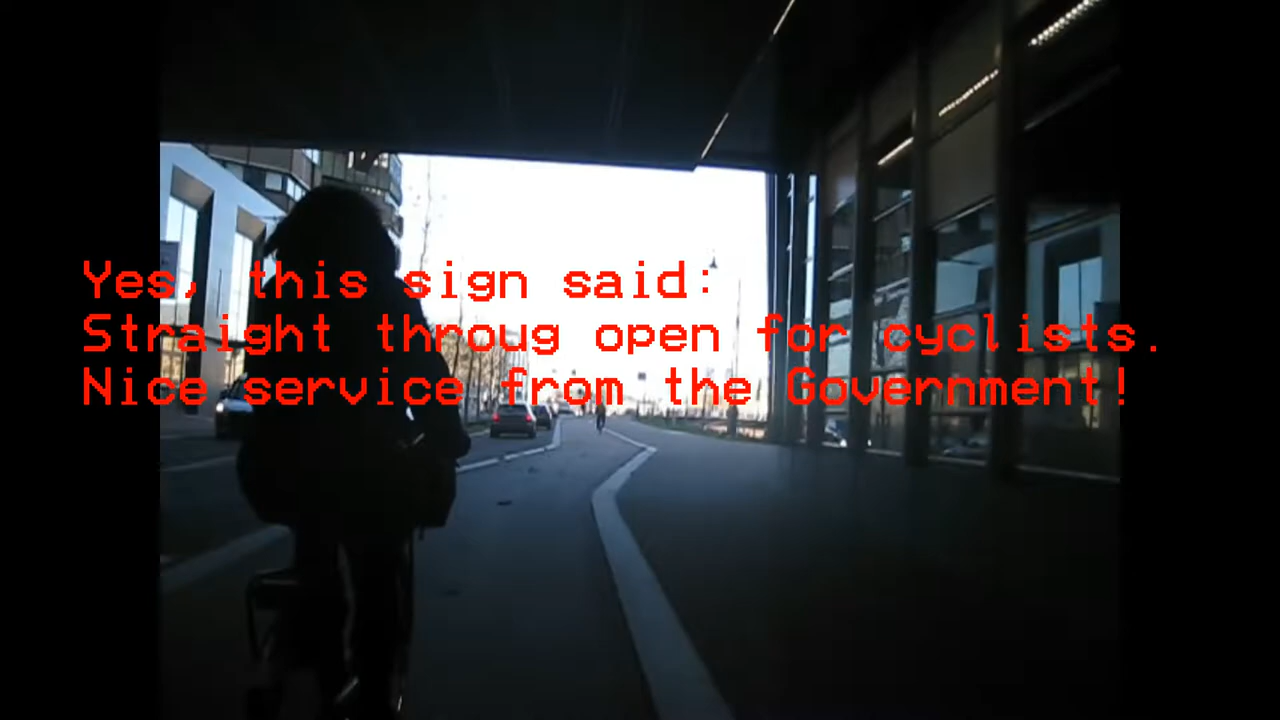 Yes, this sign said:
Straight throug open for cyclists.
Nice service from the Government!